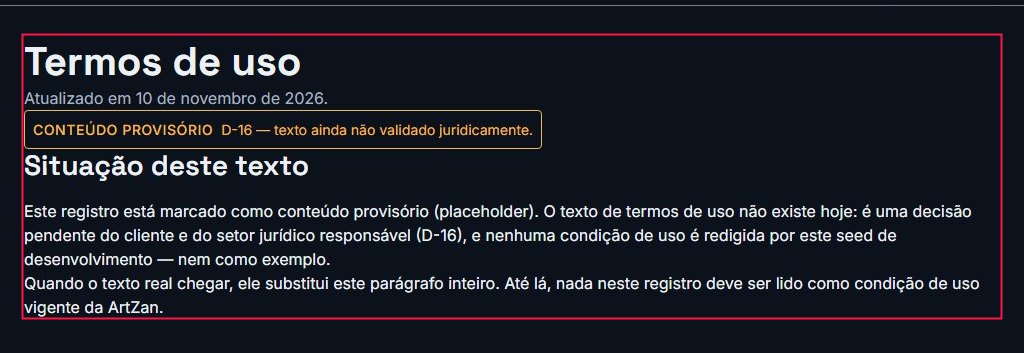 Termos de uso
Atualizado em 10 de novembro de 2026.
CONTEÚDO PROVISÓRIO D-16 — texto ainda não validado juridicamente.
Situação deste texto
Este registro está marcado como conteúdo provisório (placeholder). O texto de termos de uso não existe hoje: é uma decisão
pendente do cliente e do setor jurídico responsável (D-16), e nenhuma condição de uso é redigida por este seed de
desenvolvimento — nem como exemplo.
Quando o texto real chegar, ele substitui este parágrafo inteiro. Até lá, nada neste registro deve ser lido como condição de uso
vigente da ArtZan.